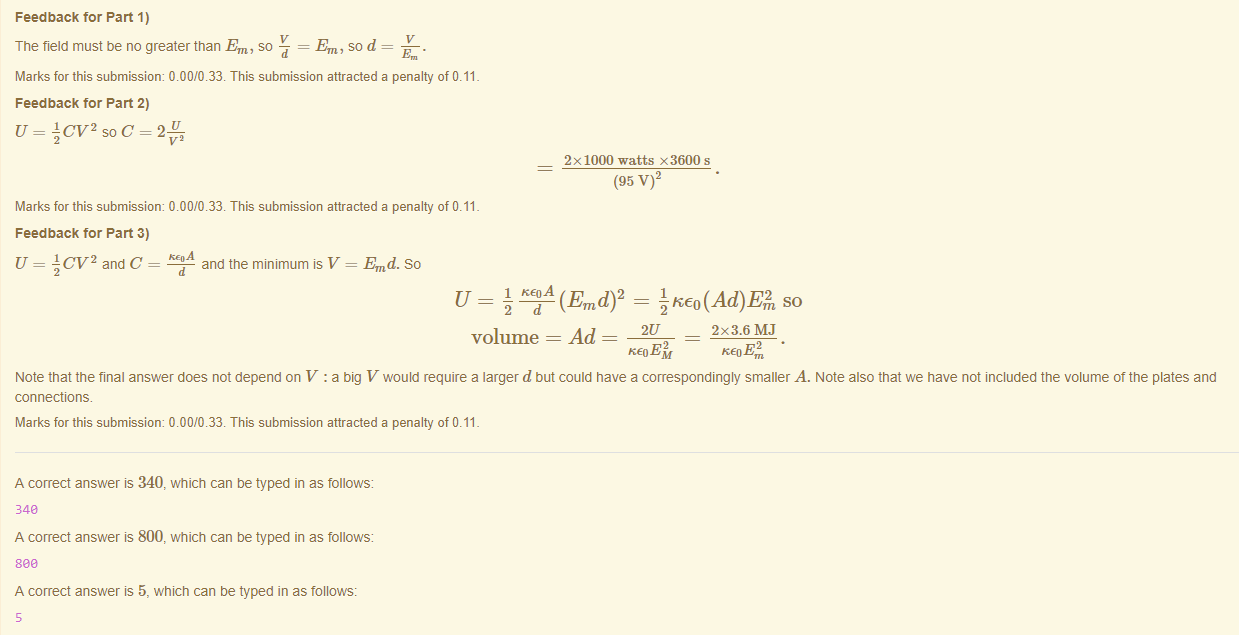 Feedback for Part 1)
The field must be no greater than $E_m$, so $\frac{V}{d} = E_m$, so $d = \frac{V}{E_m}$.
Marks for this submission: 0.00/0.33. This submission attracted a penalty of 0.11.
Feedback for Part 2)
$U = \frac{1}{2}CV^2$ so $C = 2\frac{U}{V^2}$
$= \frac{2 \times 1000 \text{ watts } \times 3600 \text{ s}}{(95 \text{ V})^2}$.
Marks for this submission: 0.00/0.33. This submission attracted a penalty of 0.11.
Feedback for Part 3)
$U = \frac{1}{2}CV^2$ and $C = \frac{\kappa\epsilon_0 A}{d}$ and the minimum is $V = E_m d$. So
$U = \frac{1}{2}\frac{\kappa\epsilon_0 A}{d}(E_m d)^2 = \frac{1}{2}\kappa\epsilon_0(Ad)E_m^2$ so
volume $= Ad = \frac{2U}{\kappa\epsilon_0 E_M^2} = \frac{2 \times 3.6 \text{ MJ}}{\kappa\epsilon_0 E_m^2}$.
Note that the final answer does not depend on $V$ : a big $V$ would require a larger $d$ but could have a correspondingly smaller $A$. Note also that we have not included the volume of the plates and
connections.
Marks for this submission: 0.00/0.33. This submission attracted a penalty of 0.11.
A correct answer is 340, which can be typed in as follows:
340
A correct answer is 800, which can be typed in as follows:
800
A correct answer is 5, which can be typed in as follows:
5